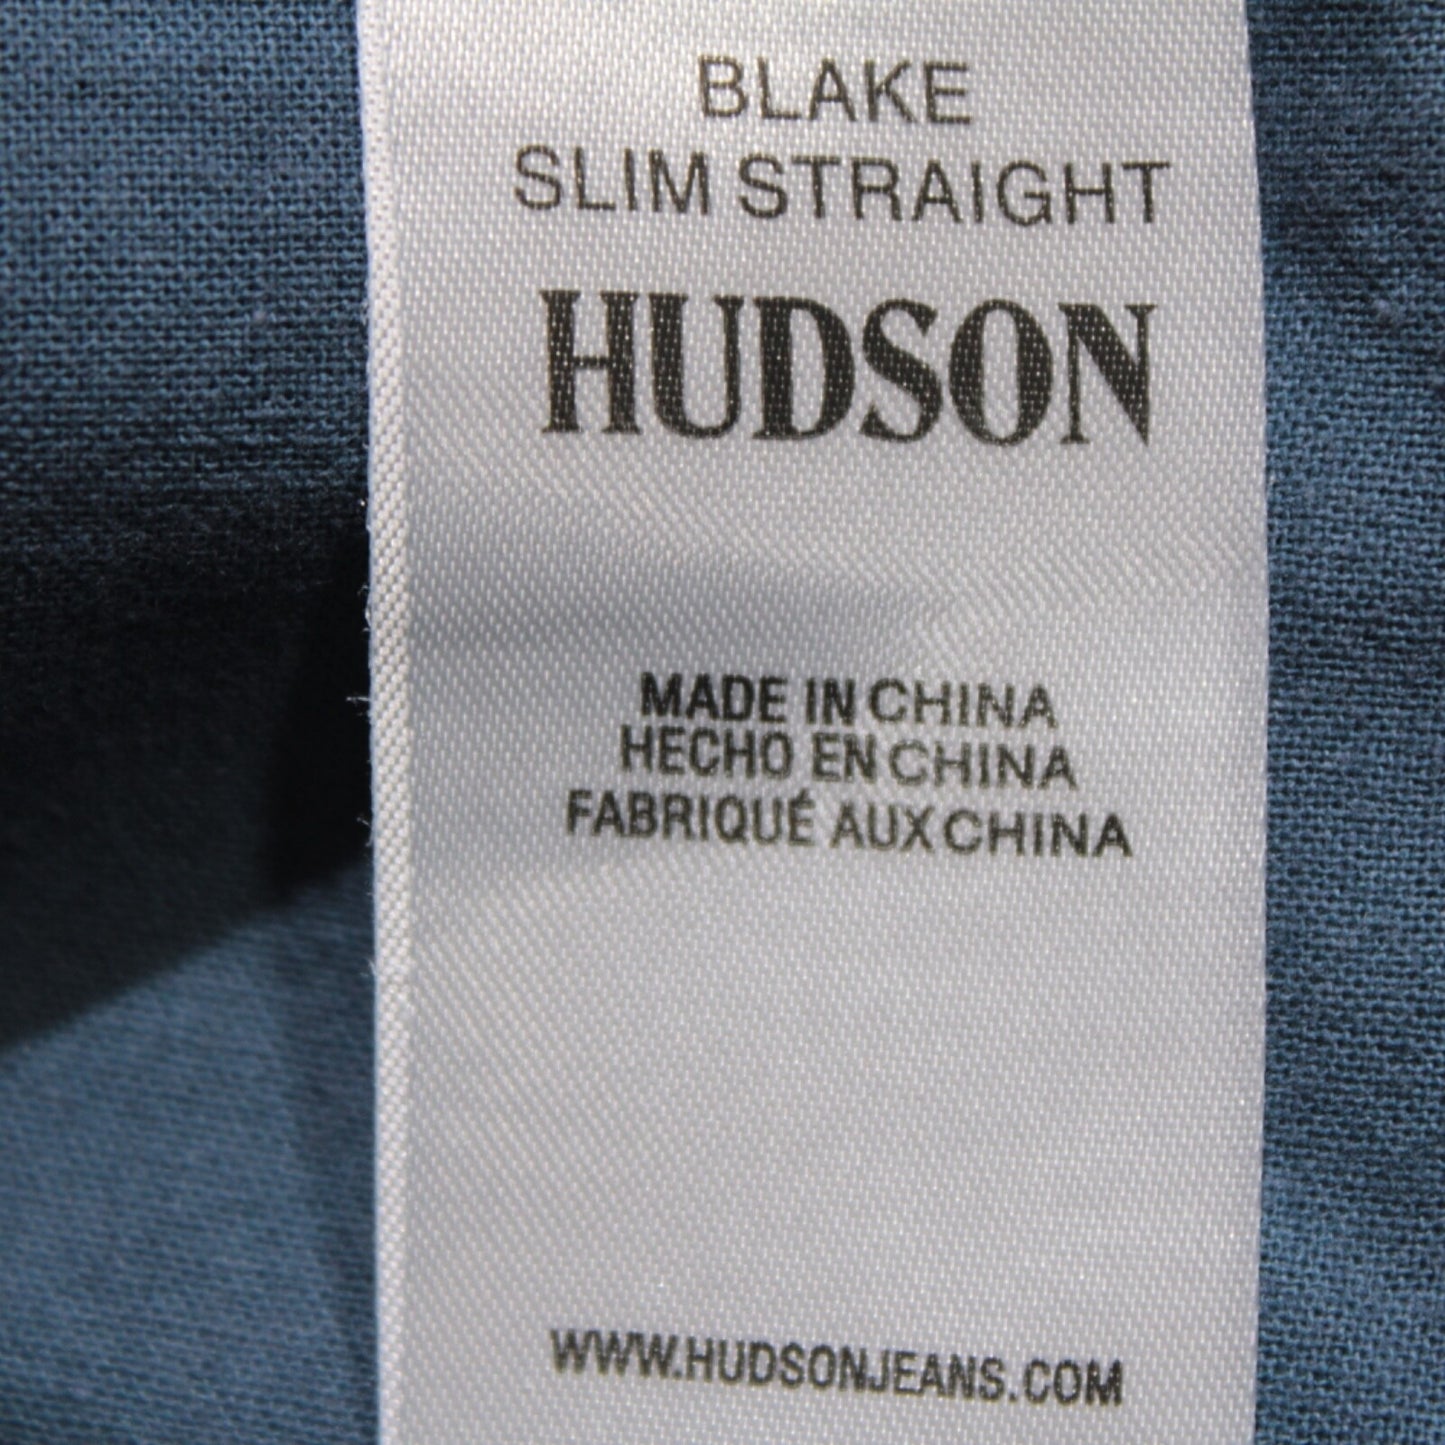 BLAKE
SLIM STRAIGHT
HUDSON
MADE IN CHINA
HECHO EN CHINA
FABRIQUÉ AUX CHINA
WWW.HUDSONJEANS.COM